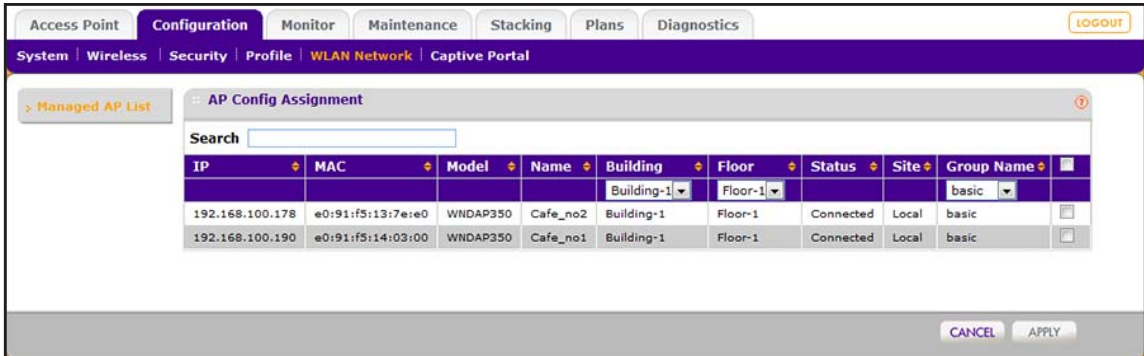 Access Point Configuration Monitor Maintenance Stacking Plans Diagnostics LOGOUT
System Wireless Security Profile WLAN Network Captive Portal
Managed AP List
AP Config Assignment ?
Search
IP MAC Model Name Building Floor Status Site Group Name
Building-1 Floor-1 basic
192.168.100.178 e0:91:f5:13:7e:e0 WNDAP350 Cafe_no2 Building-1 Floor-1 Connected Local basic
192.168.100.190 e0:91:f5:14:03:00 WNDAP350 Cafe_no1 Building-1 Floor-1 Connected Local basic
CANCEL APPLY